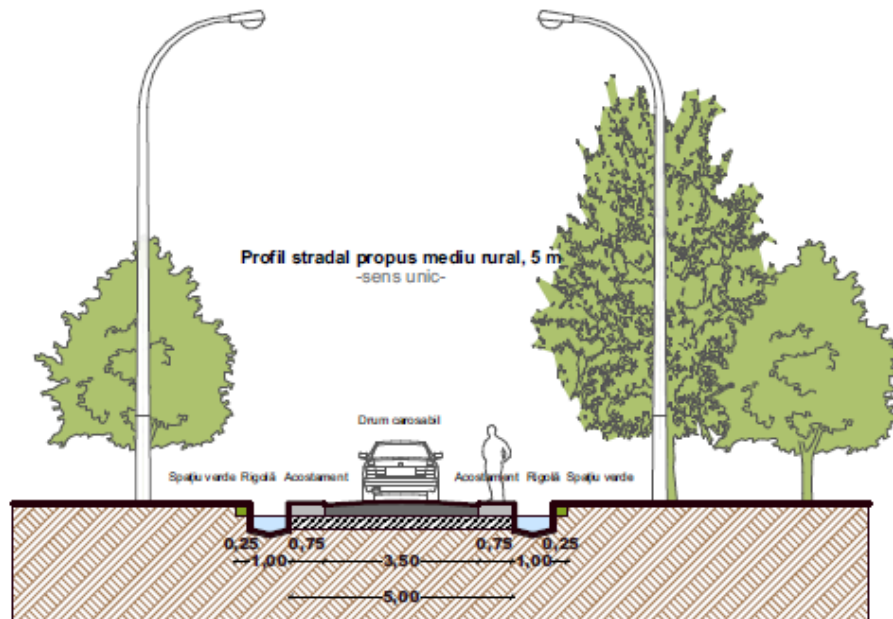 Profil stradal propus mediu rural, 5 m
-sens unic-
Drum carosabil
Spațiu verde Rigolă Acostament Acostament Rigolă Spațiu verde
0,25 0,75 0,75 0,25
1,00 3,50 1,00
5,00